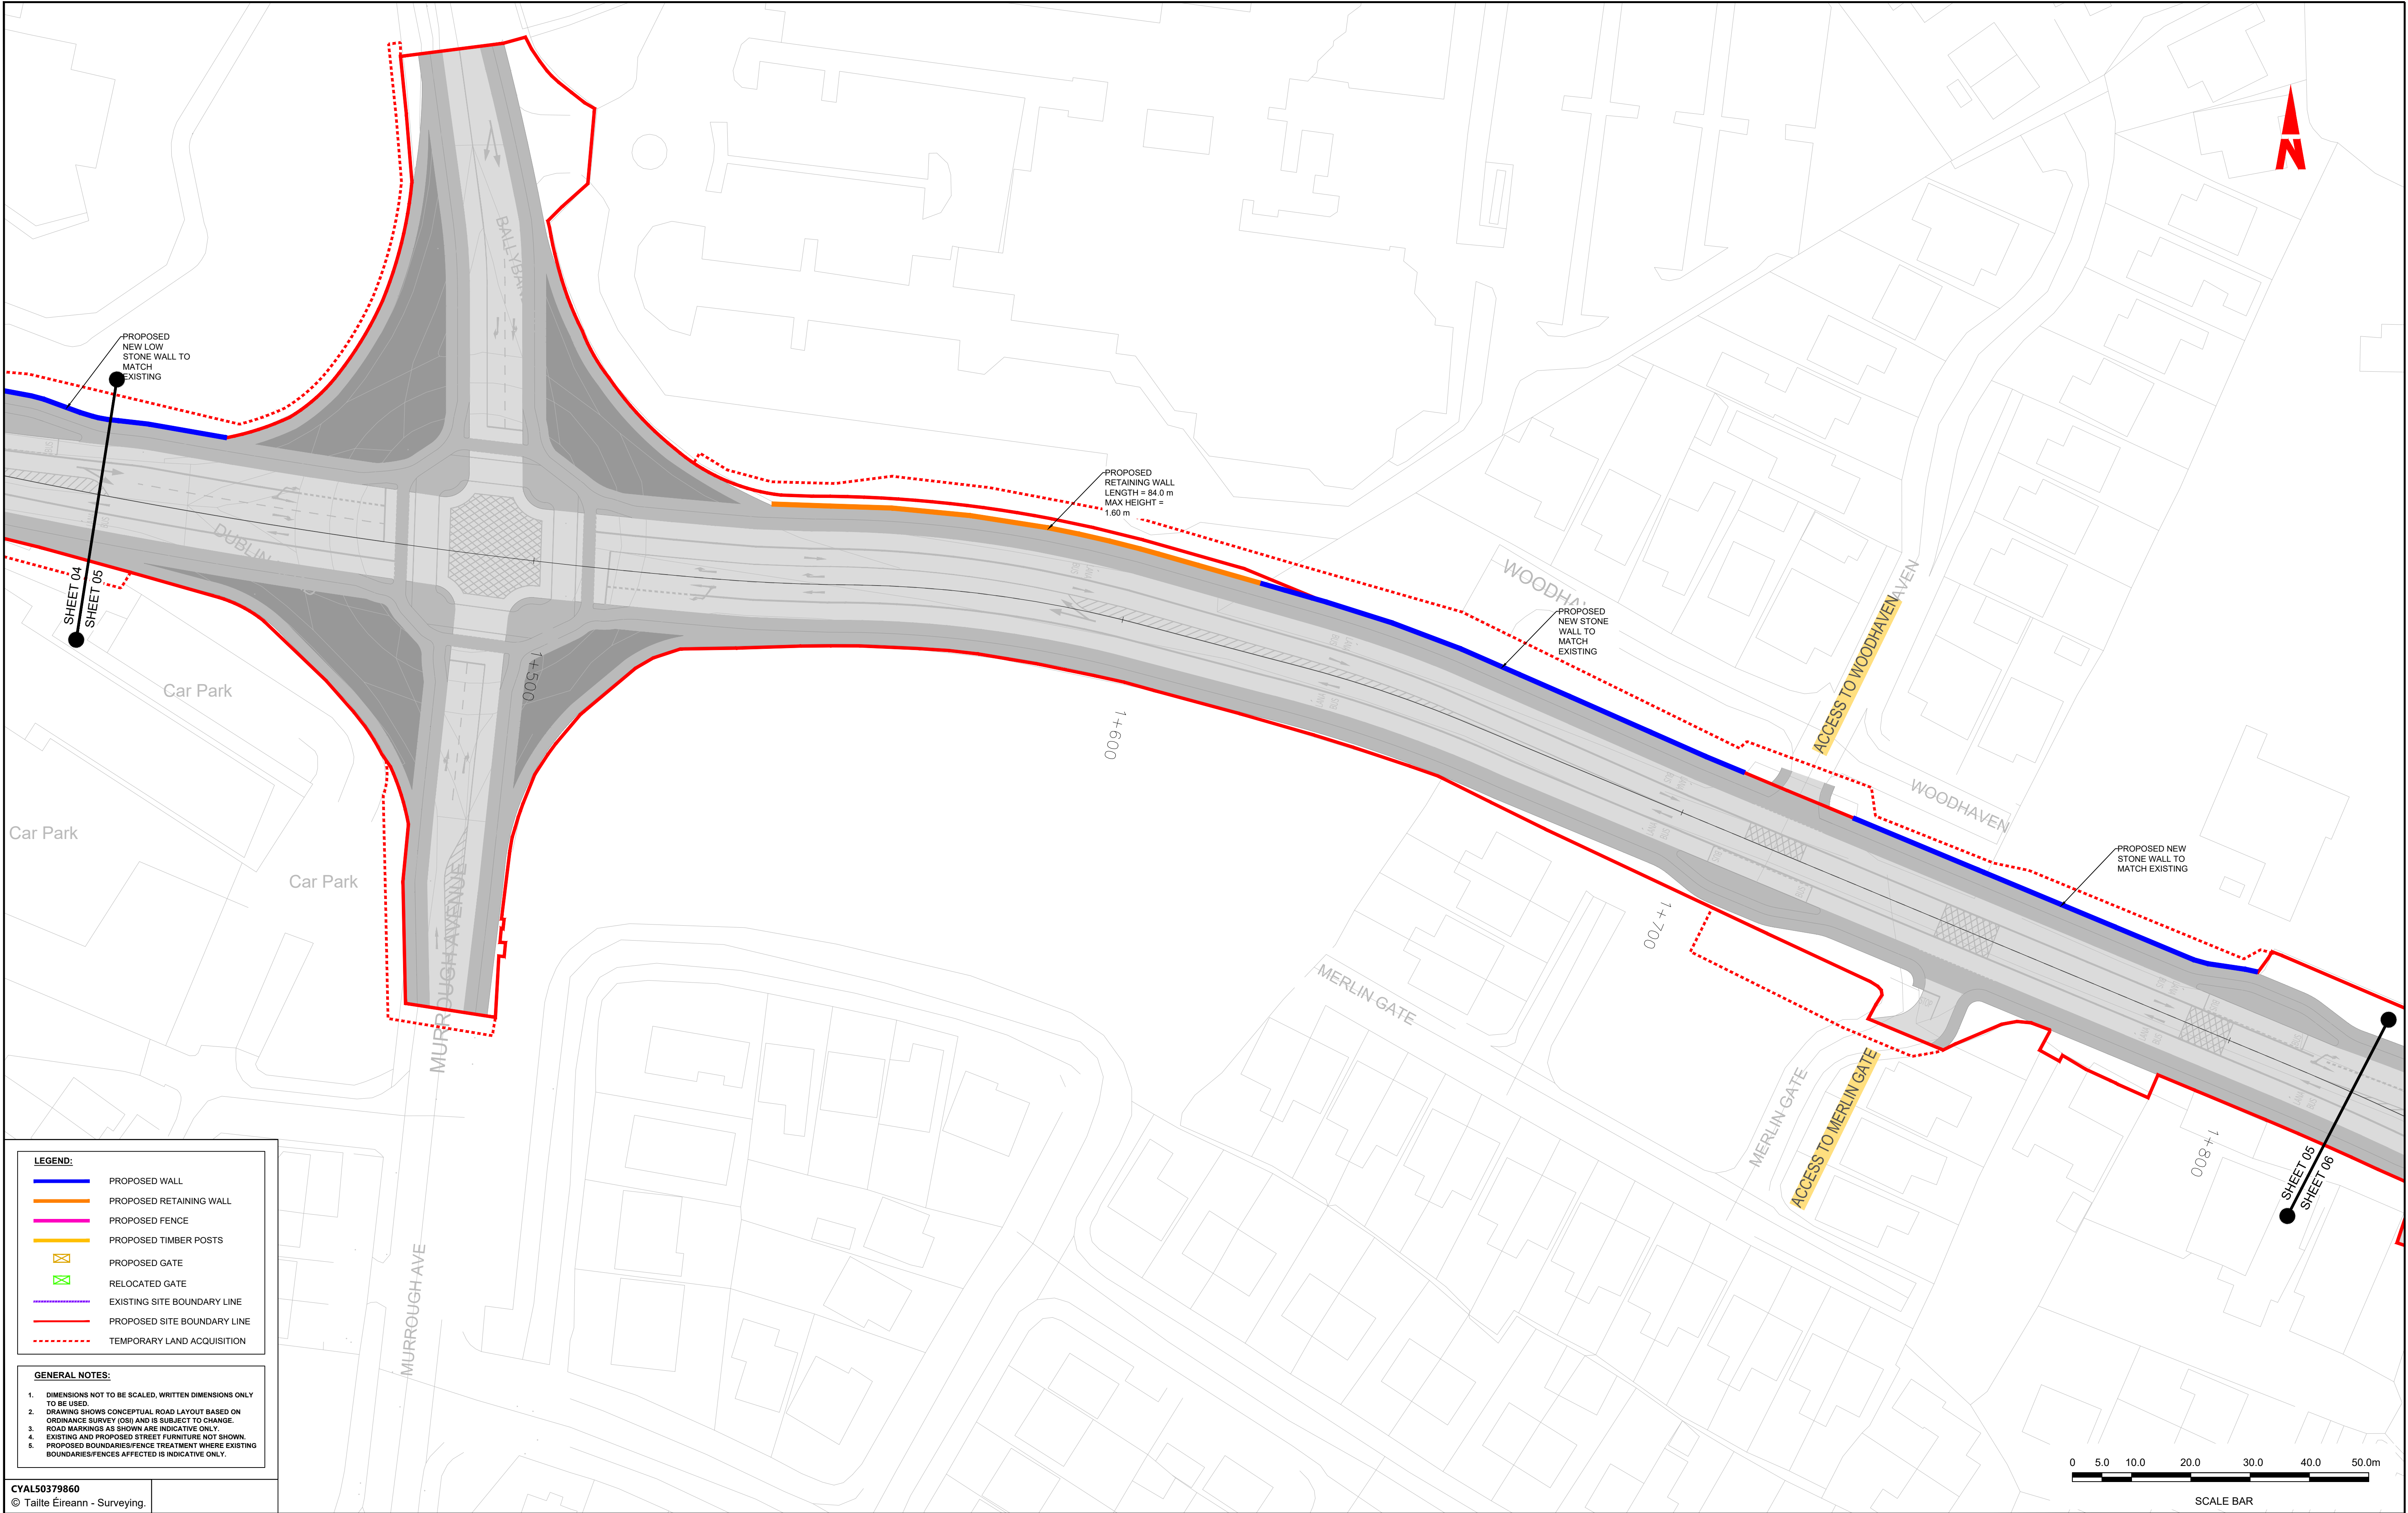 N
PROPOSED
NEW LOW
STONE WALL TO
MATCH
EXISTING
BALLYBAN
DUBLIN
SHEET 04
SHEET 05
PROPOSED
RETAINING WALL
LENGTH = 84.0 m
MAX HEIGHT =
1.60 m
WOODHA
PROPOSED
NEW STONE
WALL TO
MATCH
EXISTING
ACCESS TO WOODHAVEN
AVEN
WOODHAVEN
PROPOSED NEW
STONE WALL TO
MATCH EXISTING
1+500
1+600
1+700
1+800
Car Park
Car Park
Car Park
MURROUGH AVENUE
MURROUGH AVE
MERLIN GATE
MERLIN GATE
ACCESS TO MERLIN GATE
SHEET 05
SHEET 06
LEGEND:
PROPOSED WALL
PROPOSED RETAINING WALL
PROPOSED FENCE
PROPOSED TIMBER POSTS
PROPOSED GATE
RELOCATED GATE
EXISTING SITE BOUNDARY LINE
PROPOSED SITE BOUNDARY LINE
TEMPORARY LAND ACQUISITION
GENERAL NOTES:
1. DIMENSIONS NOT TO BE SCALED, WRITTEN DIMENSIONS ONLY
TO BE USED.
2. DRAWING SHOWS CONCEPTUAL ROAD LAYOUT BASED ON
ORDINANCE SURVEY (OSI) AND IS SUBJECT TO CHANGE.
3. ROAD MARKINGS AS SHOWN ARE INDICATIVE ONLY.
4. EXISTING AND PROPOSED STREET FURNITURE NOT SHOWN.
5. PROPOSED BOUNDARIES/FENCE TREATMENT WHERE EXISTING
BOUNDARIES/FENCES AFFECTED IS INDICATIVE ONLY.
CYAL50379860
© Tailte Éireann - Surveying.
0 5.0 10.0 20.0 30.0 40.0 50.0m
SCALE BAR